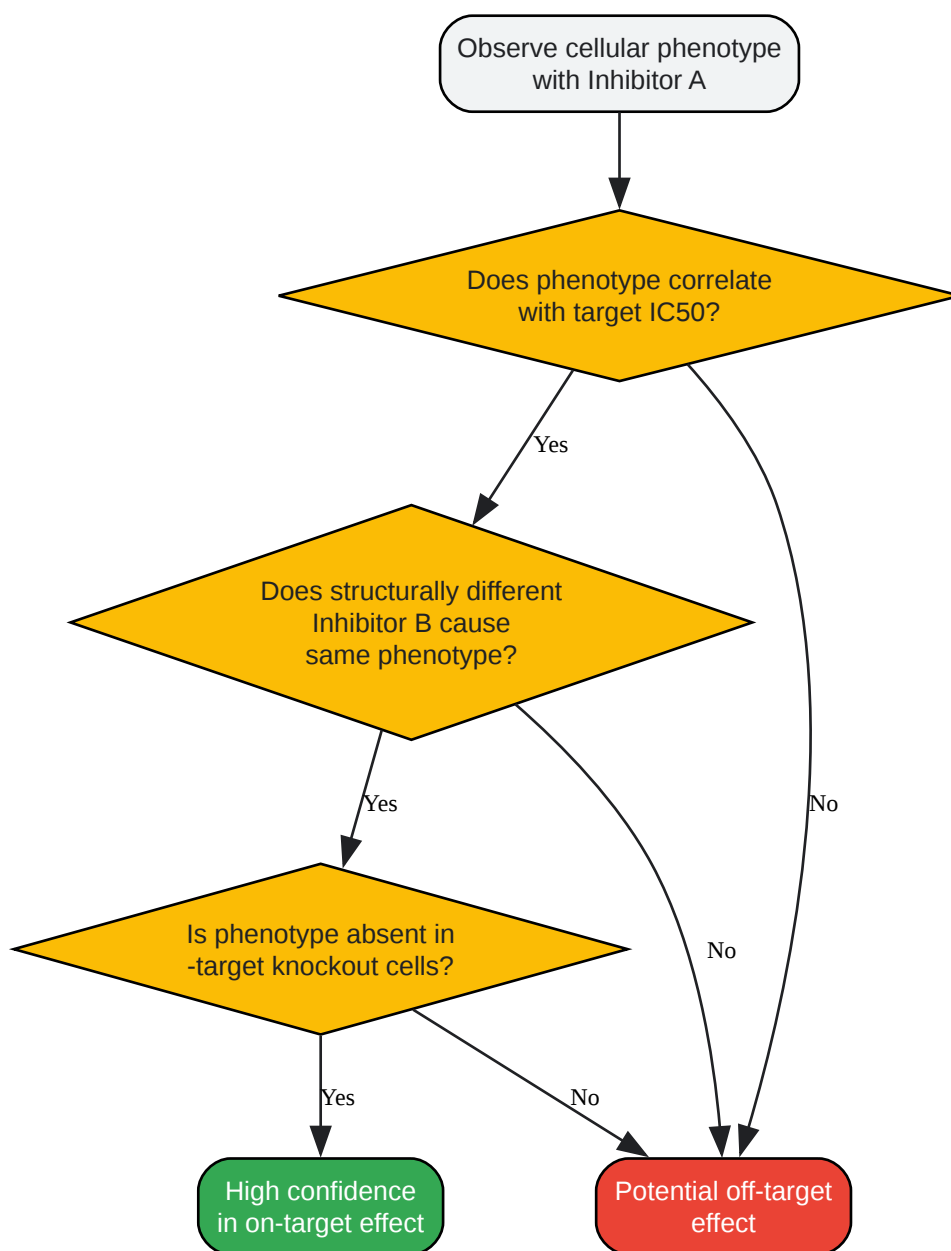 Observe cellular phenotype
with Inhibitor A
Does phenotype correlate
with target IC50?
Yes
Does structurally different
Inhibitor B cause
same phenotype?
Yes
No
Is phenotype absent in
-target knockout cells?
No
Yes
No
High confidence
in on-target effect
Potential off-target
effect